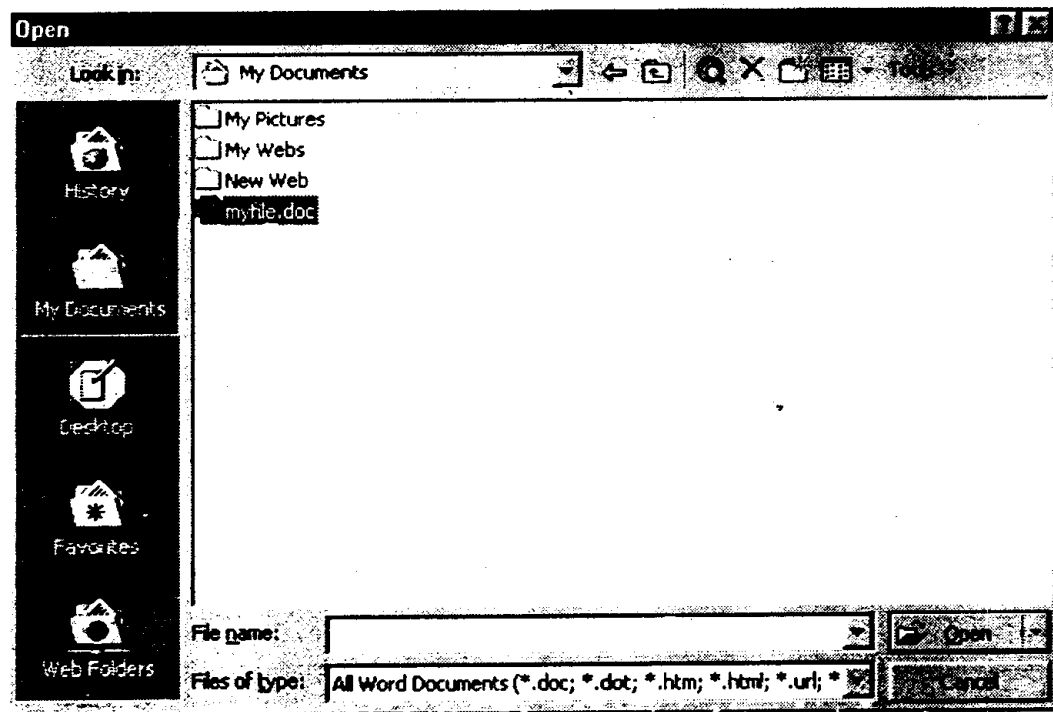 Open
Look in: My Documents Tools
My Pictures
My Webs
New Web
myfile.doc
History
My Documents
Desktop
Favorites
Web Folders
File name: Open
Files of type: All Word Documents (*.doc; *.dot; *.htm; *.html; *.url; * Cancel